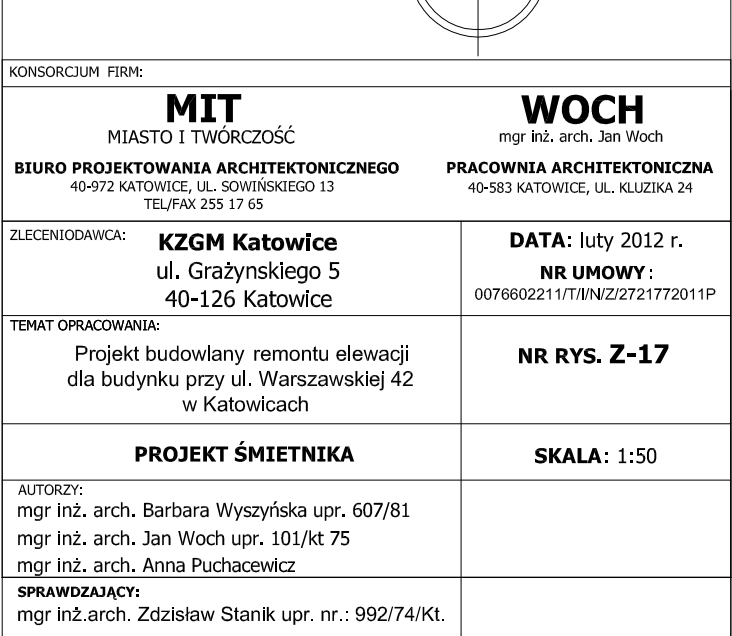 KONSORCJUM FIRM:
MIT
MIASTO I TWÓRCZOŚĆ
BIURO PROJEKTOWANIA ARCHITEKTONICZNEGO
40-972 KATOWICE, UL. SOWIŃSKIEGO 13
TEL/FAX 255 17 65
WOCH
mgr inż. arch. Jan Woch
PRACOWNIA ARCHITEKTONICZNA
40-583 KATOWICE, UL. KLUZIKA 24
ZLECENIODAWCA:
KZGM Katowice
ul. Grażynskiego 5
40-126 Katowice
DATA: luty 2012 r.
NR UMOWY:
0076602211/T/I/N/Z/2721772011P
TEMAT OPRACOWANIA:
Projekt budowlany remontu elewacji
dla budynku przy ul. Warszawskiej 42
w Katowicach
NR RYS. Z-17
PROJEKT ŚMIETNIKA
SKALA: 1:50
AUTORZY:
mgr inż. arch. Barbara Wyszyńska upr. 607/81
mgr inż. arch. Jan Woch upr. 101/kt 75
mgr inż. arch. Anna Puchacewicz
SPRAWDZAJĄCY:
mgr inż.arch. Zdzisław Stanik upr. nr.: 992/74/Kt.